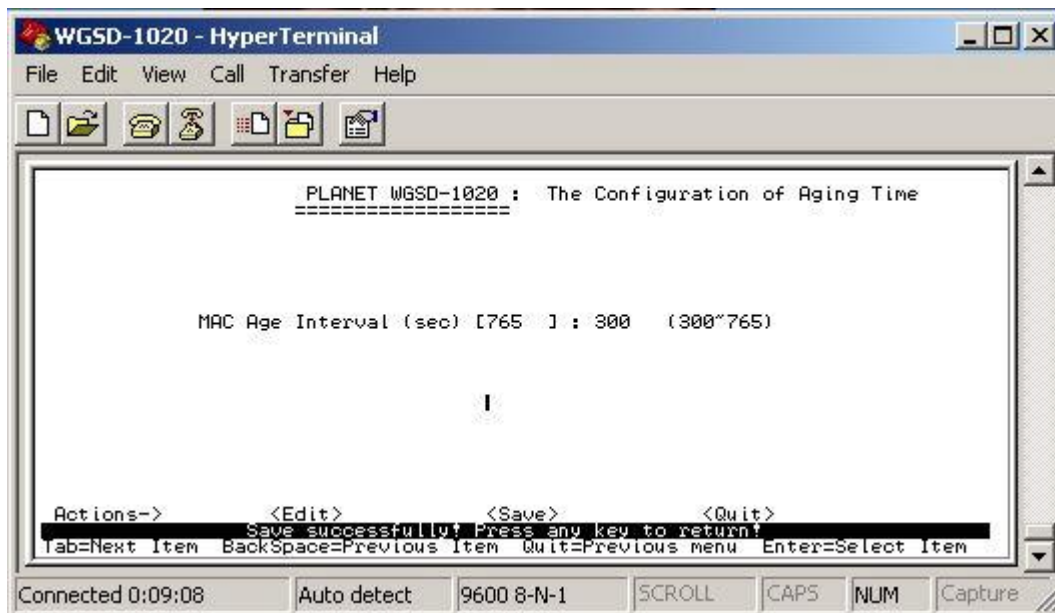 WGSD-1020 - HyperTerminal
File Edit View Call Transfer Help
PLANET WGSD-1020 : The Configuration of Aging Time
===================
MAC Age Interval (sec) [765 ] : 300 (300~765)
Actions-> <Edit> <Save> <Quit>
Save successfully! Press any key to return!
Tab=Next Item BackSpace=Previous Item Quit=Previous menu Enter=Select Item
Connected 0:09:08 Auto detect 9600 8-N-1 SCROLL CAPS NUM Capture